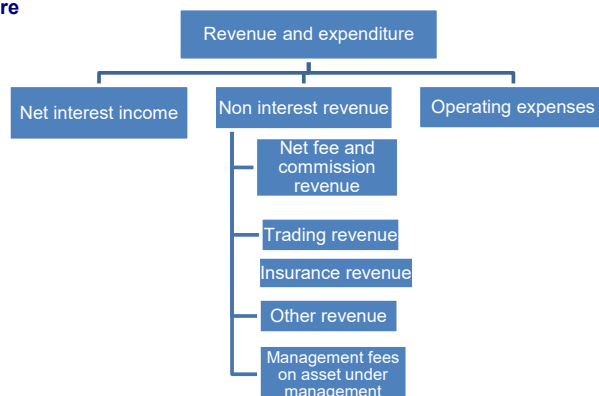 re
Revenue and expenditure
Net interest income
Non interest revenue
Operating expenses
Net fee and
commission
revenue
Trading revenue
Insurance revenue
Other revenue
Management fees
on asset under
management